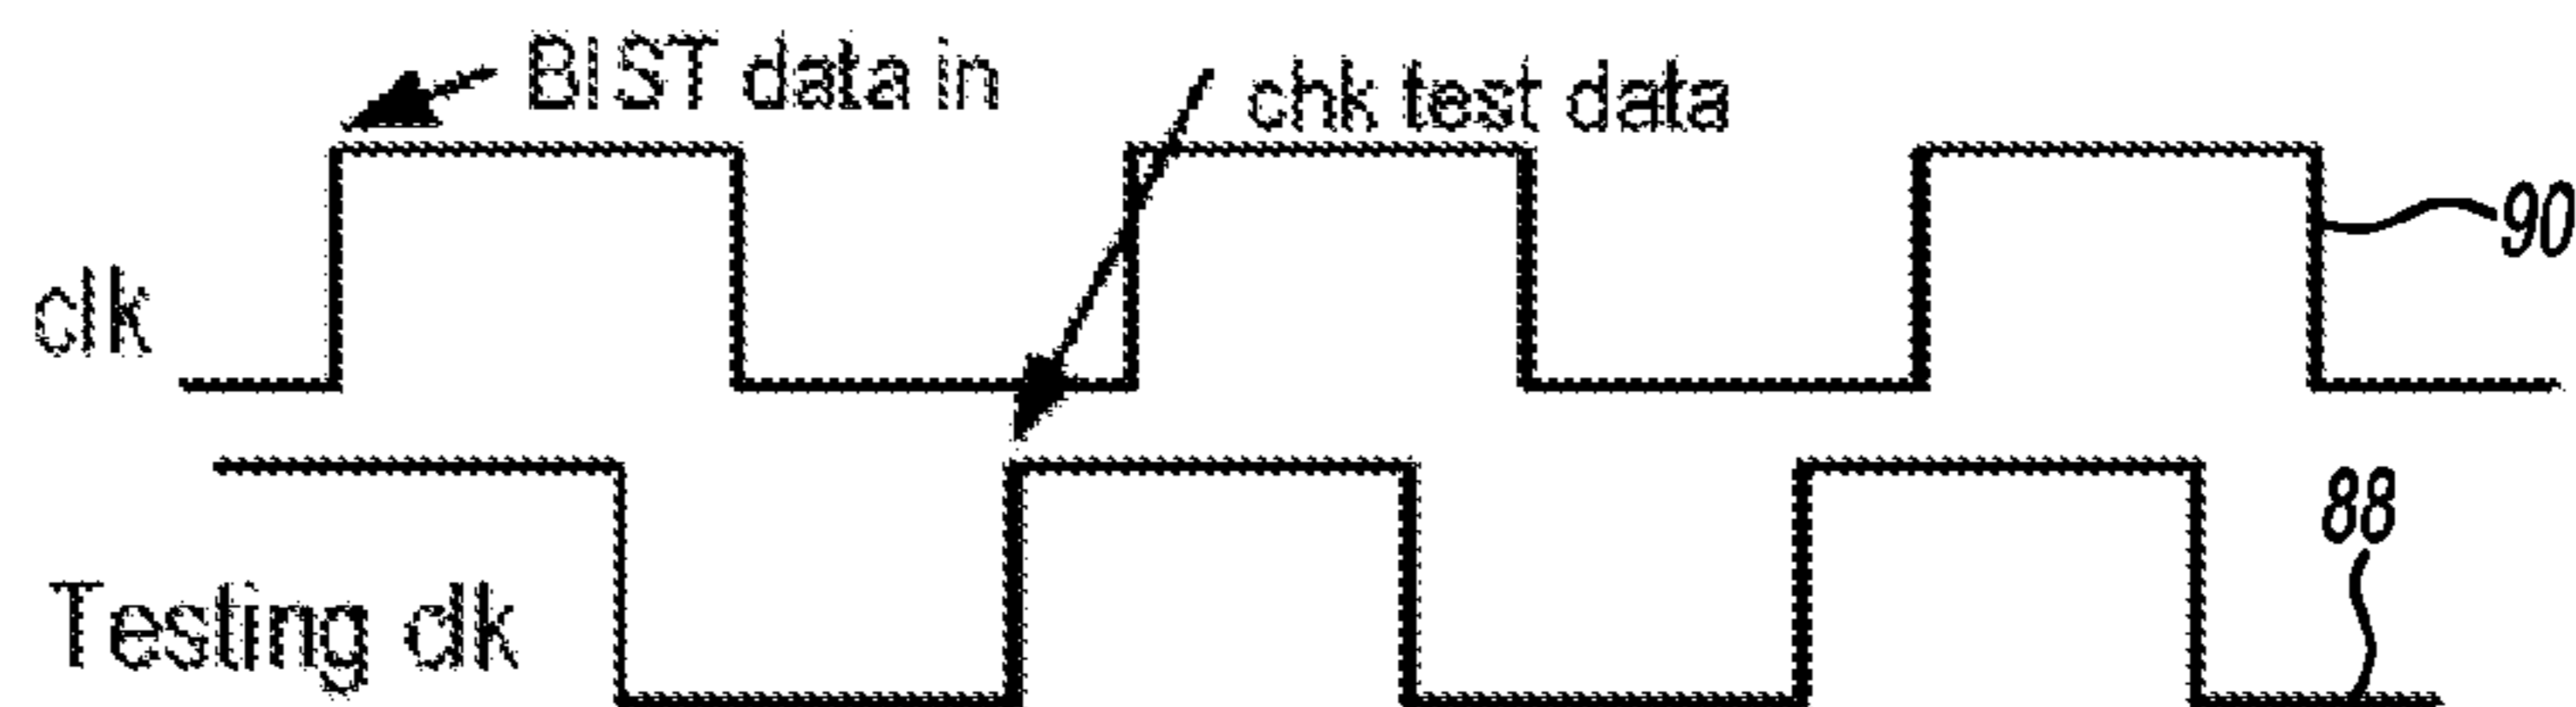 BIST data in
chk test data
90
clk
88
Testing clk